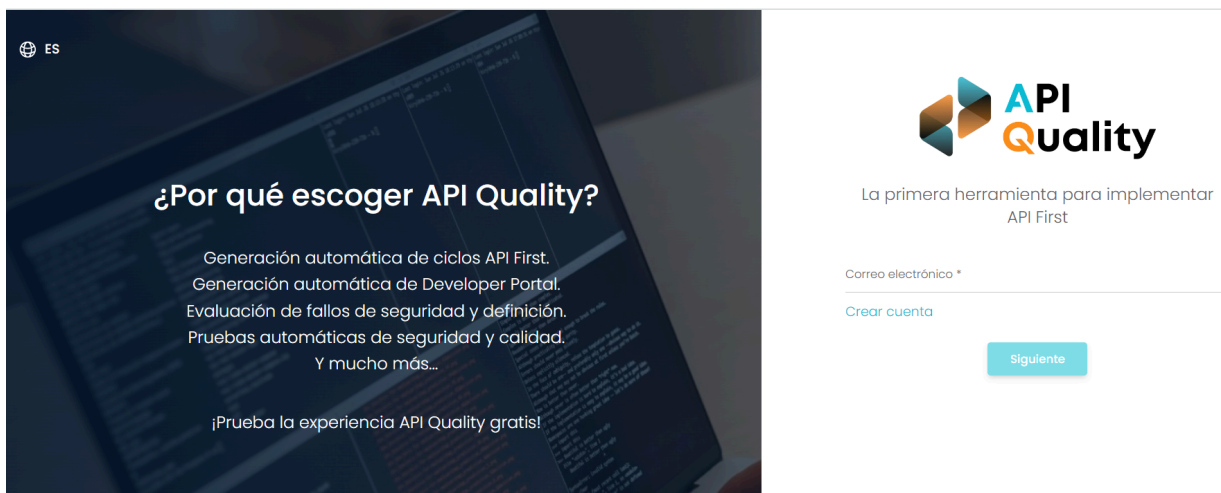 ES
¿Por qué escoger API Quality?
Generación automática de ciclos API First.
Generación automática de Developer Portal.
Evaluación de fallos de seguridad y definición.
Pruebas automáticas de seguridad y calidad.
Y mucho más...
¡Prueba la experiencia API Quality gratis!
API
Quality
La primera herramienta para implementar
API First
Correo electrónico *
Crear cuenta
Siguiente